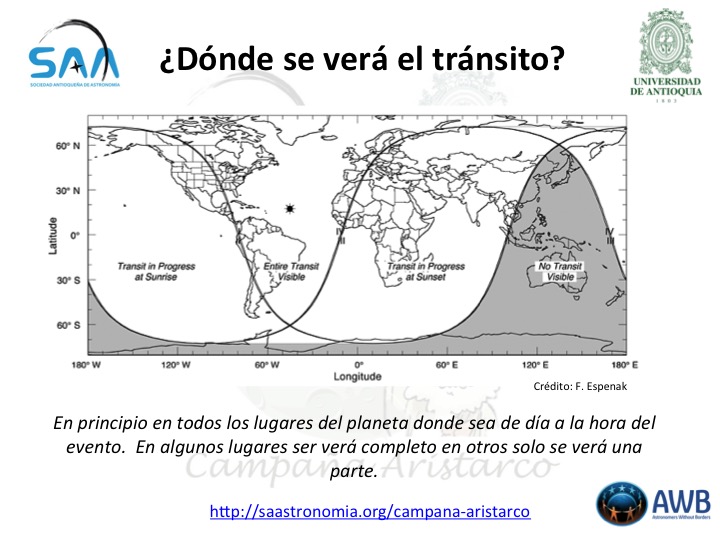 SAA
SOCIEDAD ANTIOQUEÑA DE ASTRONOMIA
¿Dónde se verá el tránsito?
UNIVERSIDAD
DE ANTIOQUIA
1803
60° N
30° N
0°
30° S
60° S
Latitude
IV
III
IV
III
Transit in Progress
at Sunrise
Entire Transit
Visible
Transit in Progress
at Sunset
No Transit
Visible
180° W
120° W
60° W
0°
60° E
120° E
180° E
Longitude
Crédito: F. Espenak
En principio en todos los lugares del planeta donde sea de día a la hora del
evento. En algunos lugares ser verá completo en otros solo se verá una
parte.
Campaña Aristarco
http://saastronomia.org/campana-aristarco
AWB
Astronomers Without Borders